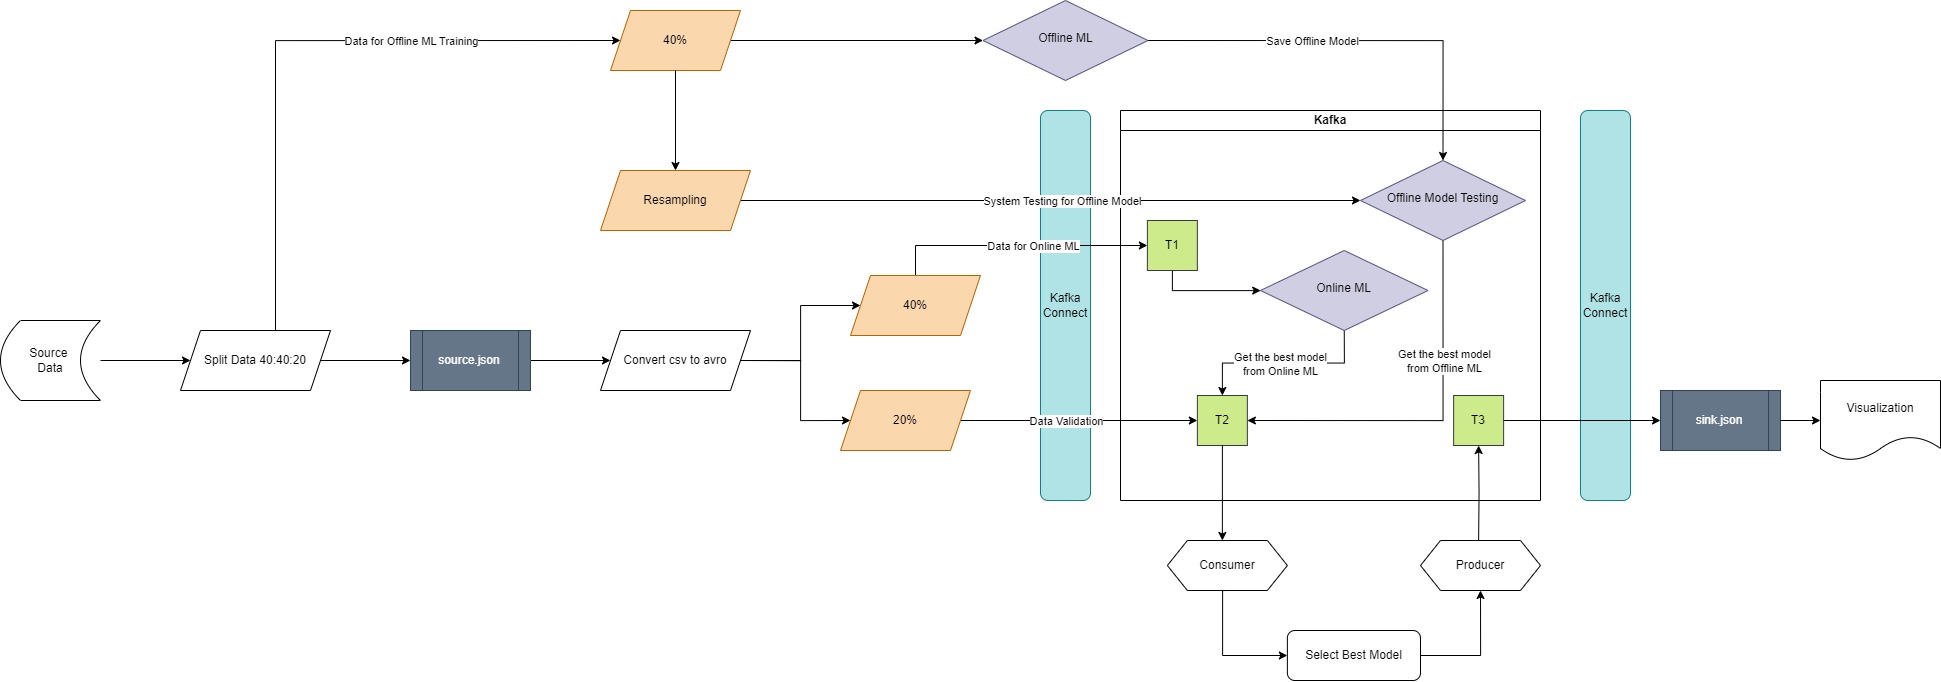 Data for Offline ML Training
40%
Offline ML
Save Offline Model
Kafka
Resampling
System Testing for Offline Model
Offline Model Testing
Data for Online ML
T1
40%
Online ML
Kafka
Connect
Kafka
Connect
Source
Data
Split Data 40:40:20
source.json
Convert csv to avro
Get the best model
from Online ML
Get the best model
from Offline ML
20%
Data Validation
T2
T3
sink.json
Visualization
Consumer
Producer
Select Best Model